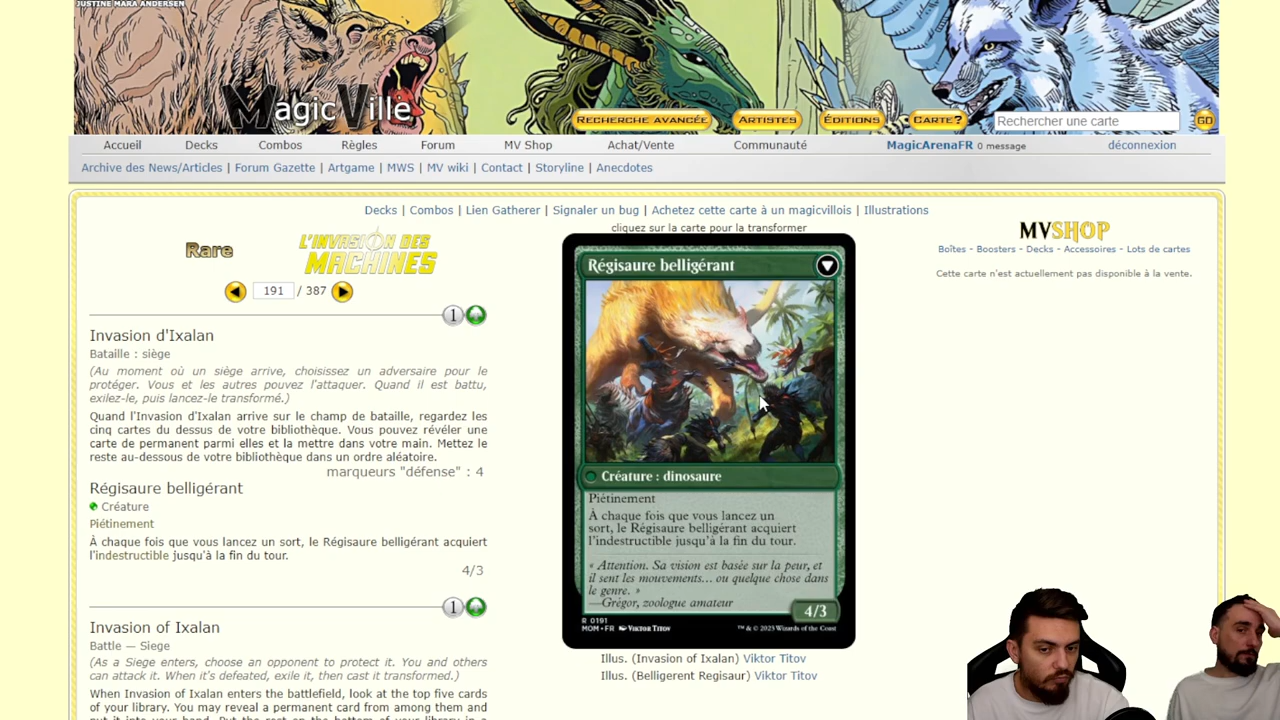 JUSTINE MARA ANDERSEN
MagicVille
RECHERCHE AVANCÉE
ARTISTES
ÉDITIONS
CARTE?
Rechercher une carte
GO
Accueil
Decks
Combos
Règles
Forum
MV Shop
Achat/Vente
Communauté
MagicArenaFR 0 message
déconnexion
Archive des News/Articles | Forum Gazette | Artgame | MWS | MV wiki | Contact | Storyline | Anecdotes
Decks | Combos | Lien Gatherer | Signaler un bug | Achetez cette carte à un magicvillois | Illustrations
Rare
L'INVASION DES
MACHINES
191 / 387
1
Invasion d'Ixalan
Bataille : siège
(Au moment où un siège arrive, choisissez un adversaire pour le
protéger. Vous et les autres pouvez l'attaquer. Quand il est battu,
exilez-le, puis lancez-le transformé.)
Quand l'Invasion d'Ixalan arrive sur le champ de bataille, regardez les
cinq cartes du dessus de votre bibliothèque. Vous pouvez révéler une
carte de permanent parmi elles et la mettre dans votre main. Mettez le
reste au-dessous de votre bibliothèque dans un ordre aléatoire.
marqueurs "défense" : 4
Régisaure belligérant
Créature
Piétinement
À chaque fois que vous lancez un sort, le Régisaure belligérant acquiert
l'indestructible jusqu'à la fin du tour.
4/3
1
Invasion of Ixalan
Battle — Siege
(As a Siege enters, choose an opponent to protect it. You and others
can attack it. When it's defeated, exile it, then cast it transformed.)
When Invasion of Ixalan enters the battlefield, look at the top five cards
of your library. You may reveal a permanent card from among them and
put it into your hand. Put the rest on the bottom of your library in a
cliquez sur la carte pour la transformer
Régisaure belligérant
Créature : dinosaure
Piétinement
À chaque fois que vous lancez un
sort, le Régisaure belligérant acquiert
l'indestructible jusqu'à la fin du tour.
« Attention. Sa vision est basée sur la peur, et
il sent les mouvements… ou quelque chose dans
le genre. »
—Grégor, zoologue amateur
4/3
R 0191
MOM • FR VIKTOR TITOV
™ & © 2023 Wizards of the Coast
Illus. (Invasion of Ixalan) Viktor Titov
Illus. (Belligerent Regisaur) Viktor Titov
MVSHOP
Boîtes - Boosters - Decks - Accessoires - Lots de cartes
Cette carte n'est actuellement pas disponible à la vente.